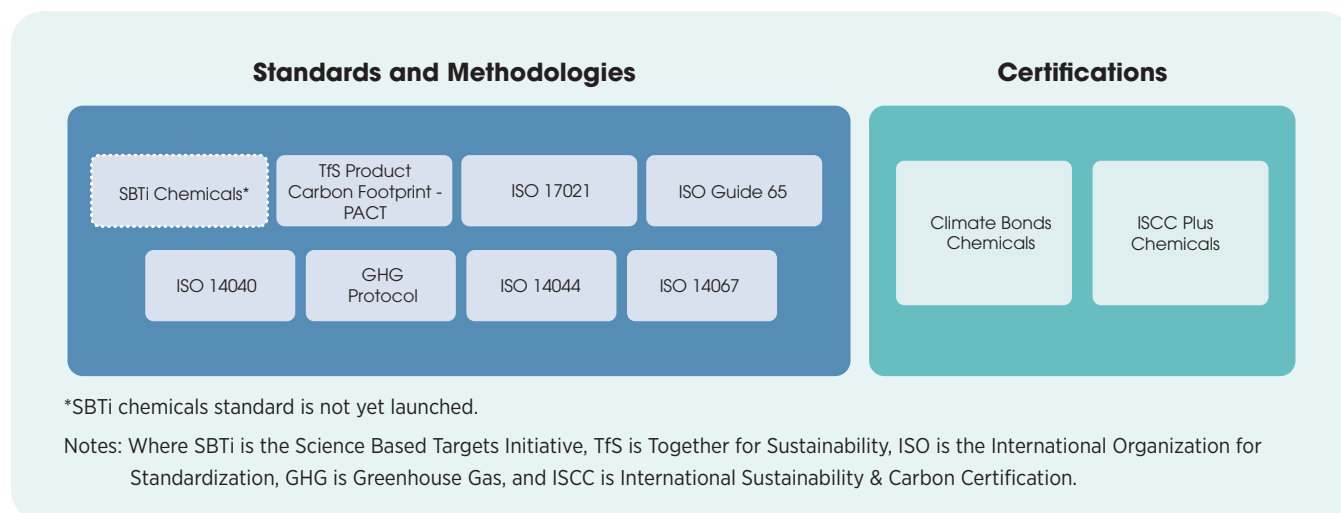 Standards and Methodologies
Certifications
SBTi Chemicals*
TfS Product
Carbon Footprint -
PACT
ISO 17021
ISO Guide 65
ISO 14040
GHG
Protocol
ISO 14044
ISO 14067
Climate Bonds
Chemicals
ISCC Plus
Chemicals
*SBTi chemicals standard is not yet launched.
Notes: Where SBTi is the Science Based Targets Initiative, TfS is Together for Sustainability, ISO is the International Organization for
Standardization, GHG is Greenhouse Gas, and ISCC is International Sustainability & Carbon Certification.